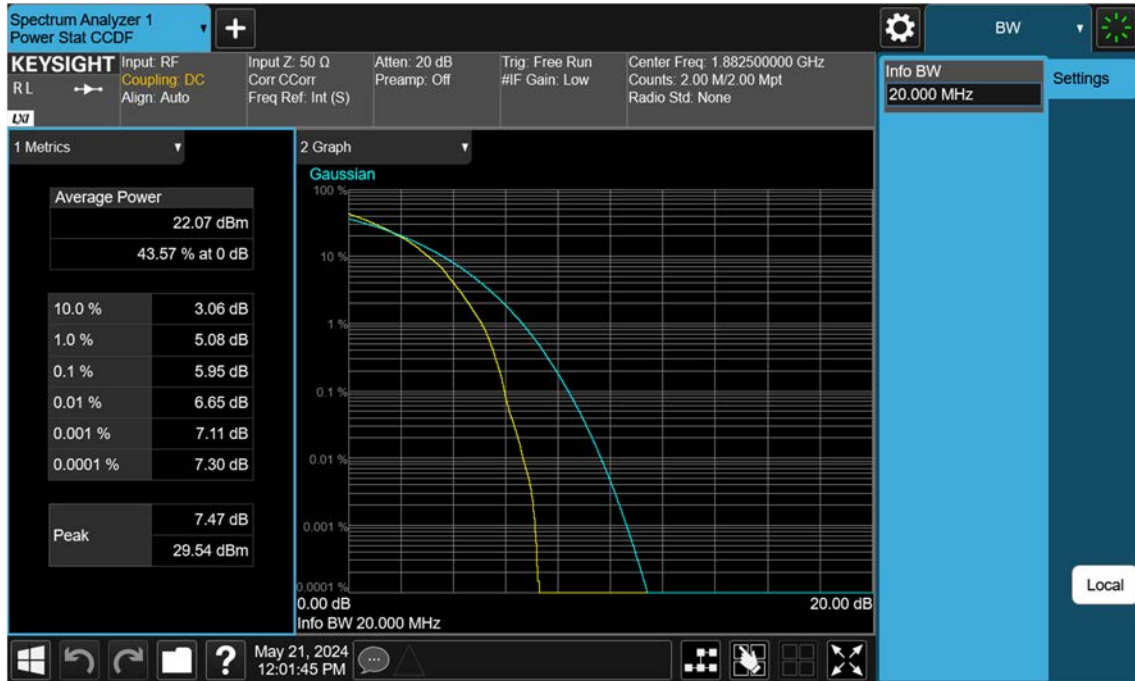 Spectrum Analyzer 1
Power Stat CCDF
BW
KEYSIGHT
RL
LXI
Input: RF
Coupling: DC
Align: Auto
Input Z: 50 Ω
Corr CCorr
Freq Ref: Int (S)
Atten: 20 dB
Preamp: Off
Trig: Free Run
#IF Gain: Low
Center Freq: 1.882500000 GHz
Counts: 2.00 M/2.00 Mpt
Radio Std: None
Info BW
20.000 MHz
Settings
1 Metrics
Average Power
22.07 dBm
43.57 % at 0 dB
10.0 % 3.06 dB
1.0 % 5.08 dB
0.1 % 5.95 dB
0.01 % 6.65 dB
0.001 % 7.11 dB
0.0001 % 7.30 dB
Peak
7.47 dB
29.54 dBm
2 Graph
Gaussian
100 %
10 %
1 %
0.1 %
0.01 %
0.001 %
0.0001 %
0.00 dB 20.00 dB
Info BW 20.000 MHz
Local
?
May 21, 2024
12:01:45 PM